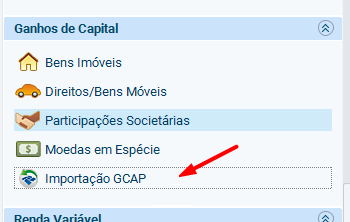 Ganhos de Capital
Bens Imóveis
Direitos/Bens Móveis
Participações Societárias
Moedas em Espécie
Importação GCAP
Renda Variável